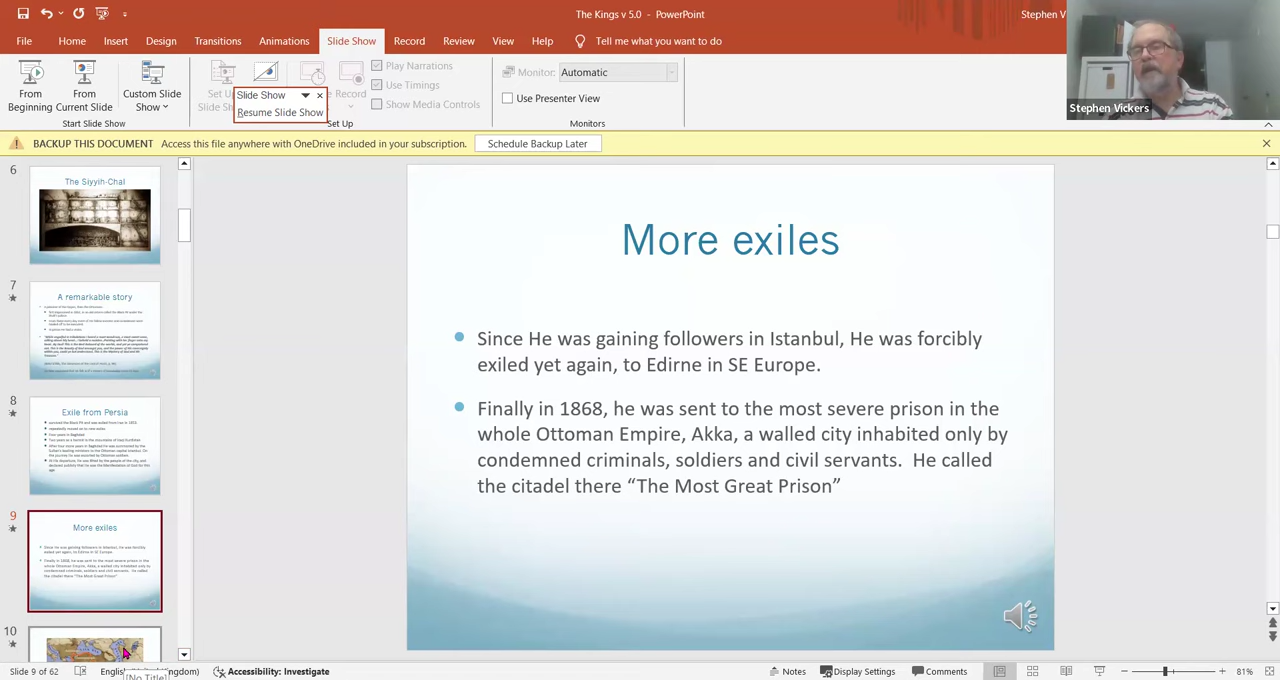 The Kings v 5.0 - PowerPoint
Stephen V
File Home Insert Design Transitions Animations Slide Show Record Review View Help Tell me what you want to do
From Beginning
From Current Slide
Custom Slide Show
Start Slide Show
Slide Show
Resume Slide Show
Record
Play Narrations
Use Timings
Show Media Controls
Set Up
Monitor: Automatic
Use Presenter View
Monitors
Stephen Vickers
BACKUP THIS DOCUMENT Access this file anywhere with OneDrive included in your subscription. Schedule Backup Later
6
The Siyyih-Chal
7
A remarkable story
8
Exile from Persia
9
More exiles
10
More exiles
Since He was gaining followers in Istanbul, He was forcibly
exiled yet again, to Edirne in SE Europe.
Finally in 1868, he was sent to the most severe prison in the
whole Ottoman Empire, Akka, a walled city inhabited only by
condemned criminals, soldiers and civil servants. He called
the citadel there “The Most Great Prison”
Slide 9 of 62
Accessibility: Investigate
Notes Display Settings Comments
81%
[No Title]